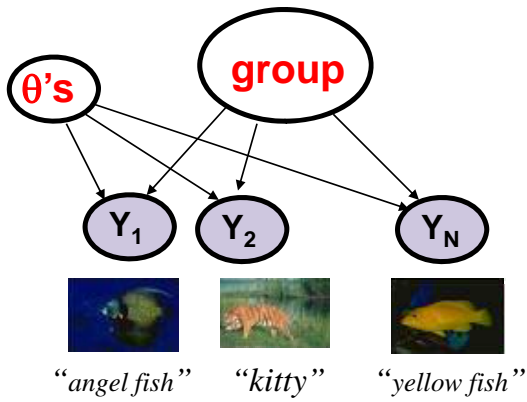 θ's group
Y1 Y2 YN
“angel fish” “kitty” “yellow fish”